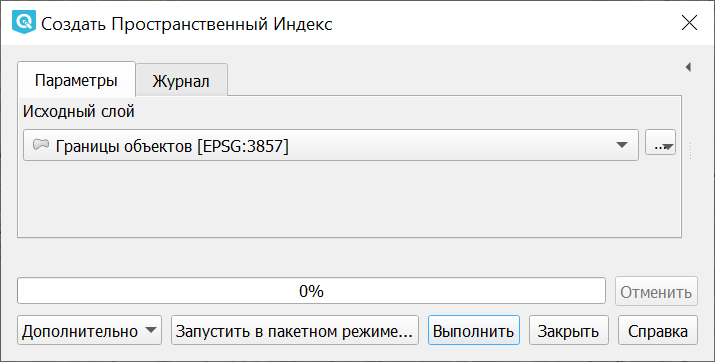 Создать Пространственный Индекс
Параметры
Журнал
Исходный слой
Границы объектов [EPSG:3857]
...
0%
Отменить
Дополнительно
Запустить в пакетном режиме...
Выполнить
Закрыть
Справка